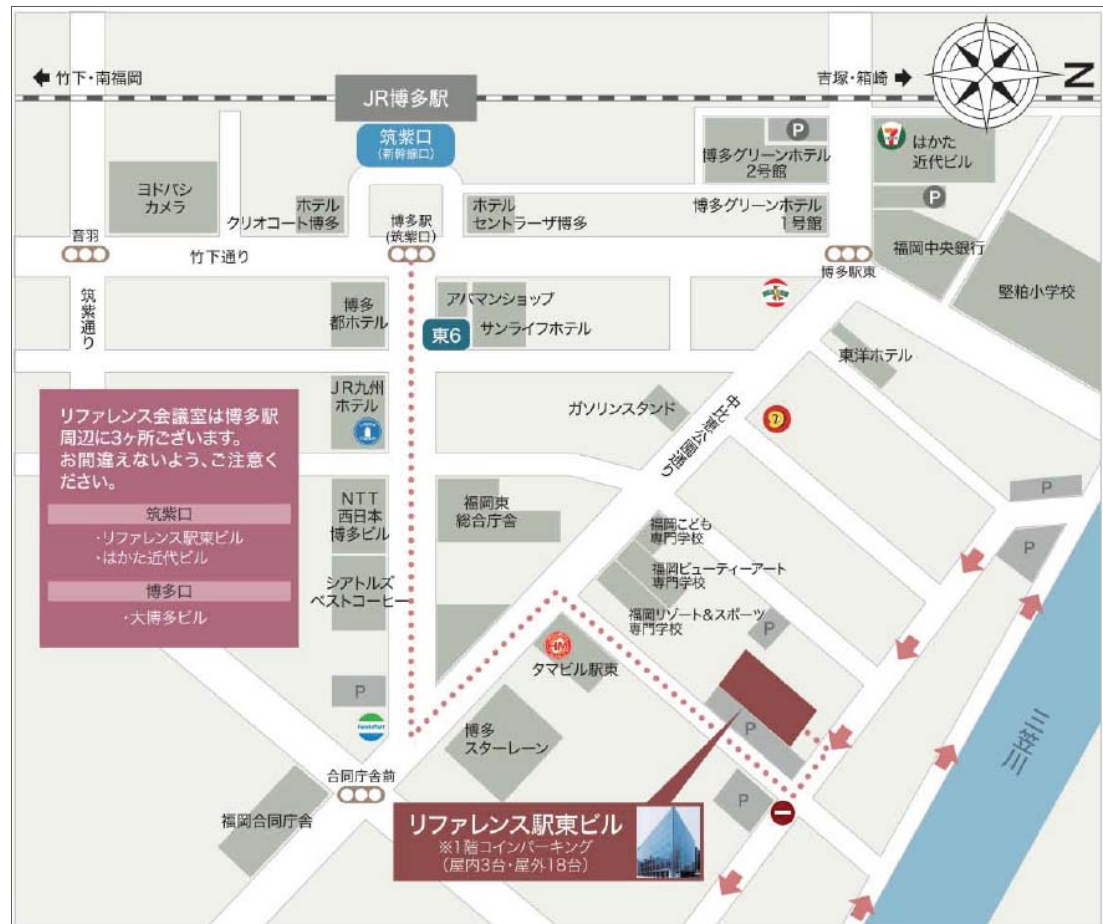 竹下・南福岡
吉塚・箱崎
N
JR博多駅
筑紫口
(新幹線口)
P
博多グリーンホテル
2号館
7
はかた
近代ビル
P
ヨドバシ
カメラ
ホテル
クリオコート博多
博多駅
(筑紫口)
ホテル
セントラーザ博多
博多グリーンホテル
1号館
音羽
竹下通り
博多駅東
福岡中央銀行
堅粕小学校
筑紫通り
博多
都ホテル
アパマンショップ
サンライフホテル
東6
東洋ホテル
JR九州
ホテル
ガソリンスタンド
中比恵公園通り
リファレンス会議室は博多駅
周辺に3ヶ所ございます。
お間違えないよう、ご注意く
ださい。
筑紫口
・リファレンス駅東ビル
・はかた近代ビル
博多口
・大博多ビル
NTT
西日本
博多ビル
福岡東
総合庁舎
P
P
福岡こども
専門学校
福岡ビューティーアート
専門学校
福岡リゾート&スポーツ
専門学校
シアトルズ
ベストコーヒー
P
HM
タマビル駅東
P
FamilyMart
博多
スターレーン
P
P
三笠川
合同庁舎前
福岡合同庁舎
リファレンス駅東ビル
※1階コインパーキング
(屋内3台・屋外18台)